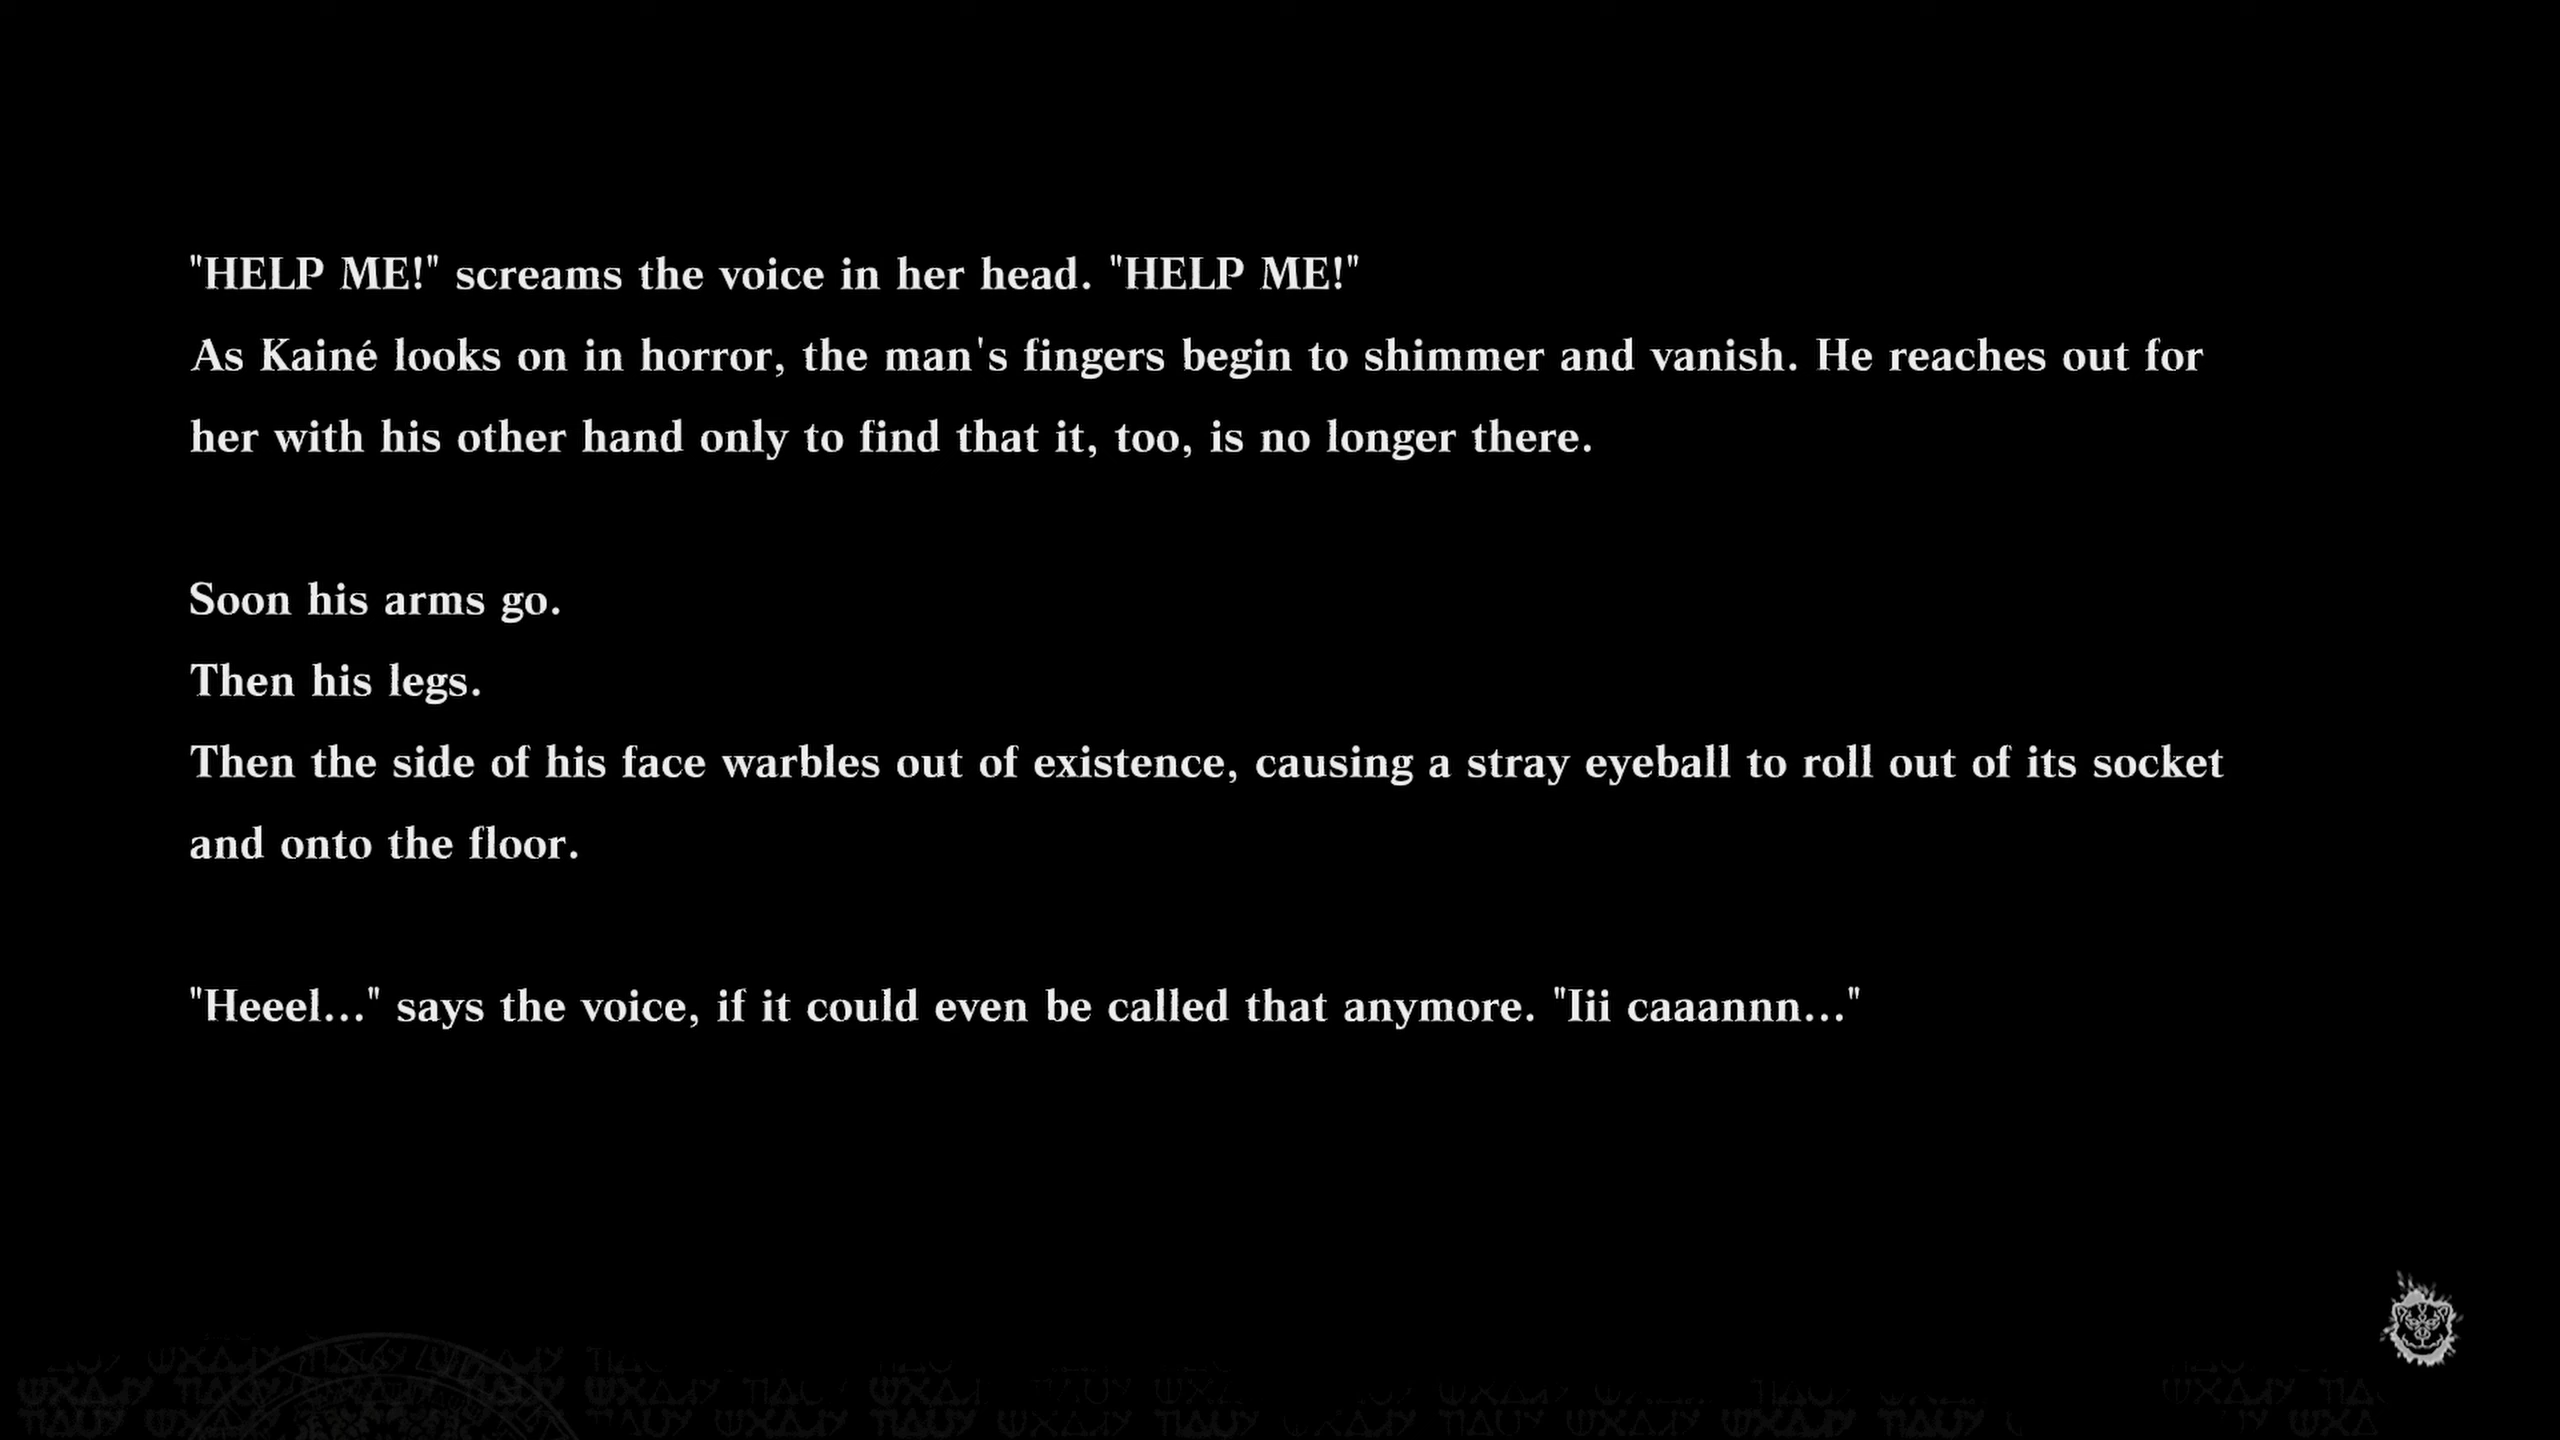 "HELP ME!" screams the voice in her head. "HELP ME!"
As Kainé looks on in horror, the man's fingers begin to shimmer and vanish. He reaches out for
her with his other hand only to find that it, too, is no longer there.
Soon his arms go.
Then his legs.
Then the side of his face warbles out of existence, causing a stray eyeball to roll out of its socket
and onto the floor.
"Heeel..." says the voice, if it could even be called that anymore. "Iii caaannn..."